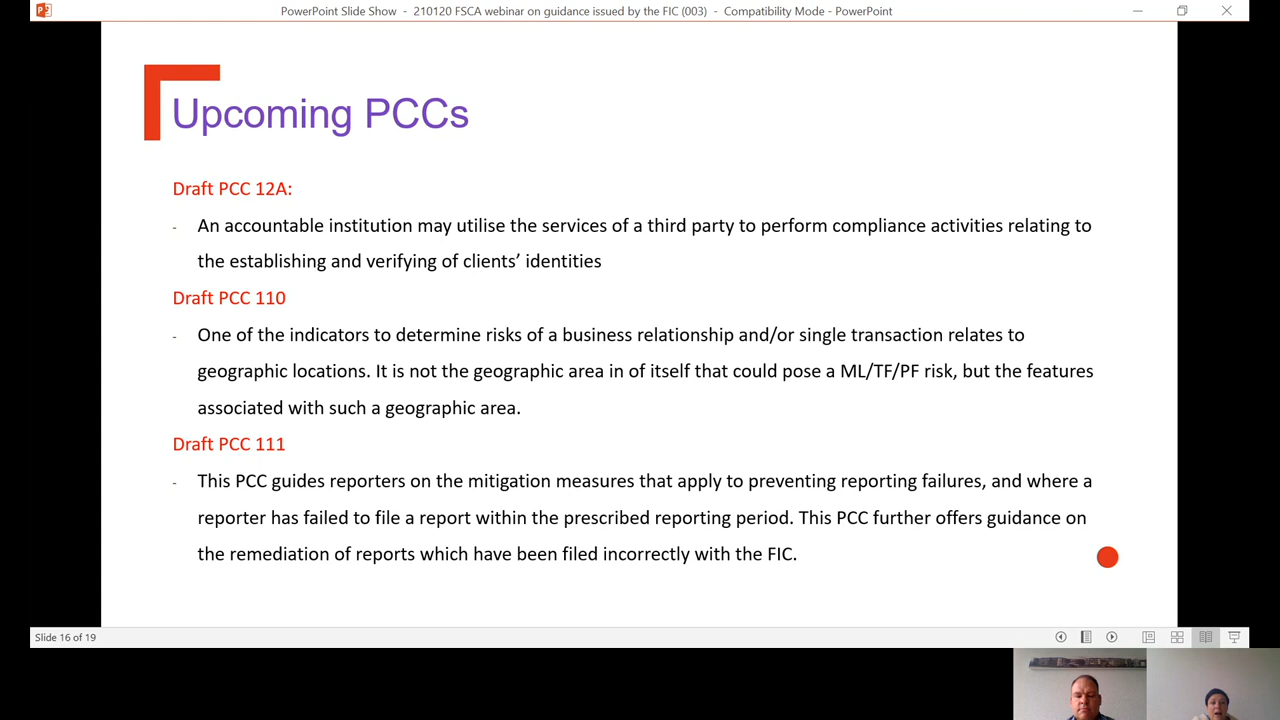 PowerPoint Slide Show - 210120 FSCA webinar on guidance issued by the FIC (003) - Compatibility Mode - PowerPoint
Upcoming PCCs
Draft PCC 12A:
- An accountable institution may utilise the services of a third party to perform compliance activities relating to
the establishing and verifying of clients’ identities
Draft PCC 110
- One of the indicators to determine risks of a business relationship and/or single transaction relates to
geographic locations. It is not the geographic area in of itself that could pose a ML/TF/PF risk, but the features
associated with such a geographic area.
Draft PCC 111
- This PCC guides reporters on the mitigation measures that apply to preventing reporting failures, and where a
reporter has failed to file a report within the prescribed reporting period. This PCC further offers guidance on
the remediation of reports which have been filed incorrectly with the FIC.
Slide 16 of 19